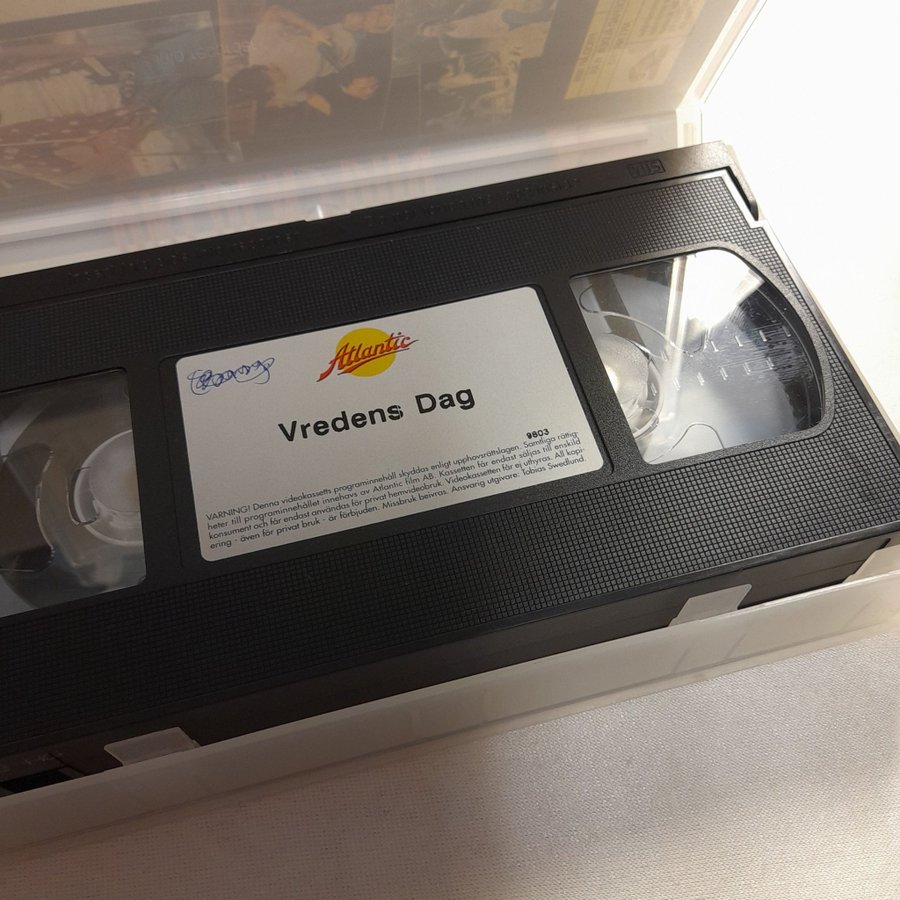 VHS
Atlantic
Vredens Dag
9803
VARNING! Denna videokassetts programinnehåll skyddas enligt upphovsrättslagen. Samtliga rättig-
heter till programinnehållet innehavs av Atlantic Film AB. Kassetten får endast säljas till enskild
konsument och får endast användas för privat hemvideobruk. Videokassetten får ej uthyras. All kopi-
ering - även för privat bruk - är förbjuden. Missbruk beivras. Ansvarig utgivare: Tobias Swedlund.